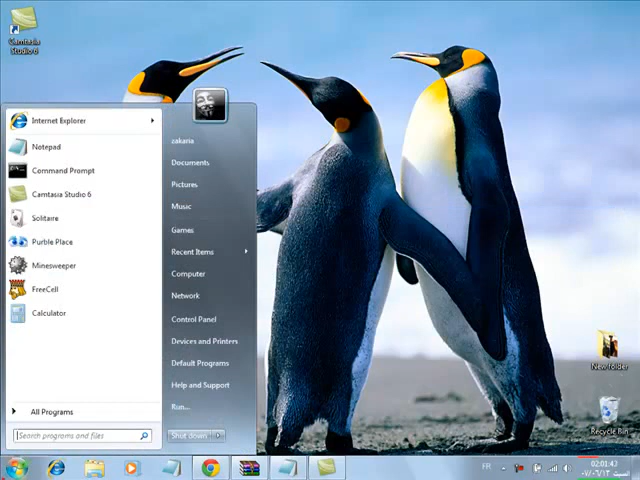 Camtasia
Studio 6
Internet Explorer
Notepad
Command Prompt
Camtasia Studio 6
Solitaire
Purble Place
Minesweeper
FreeCell
Calculator
All Programs
Search programs and files
zakaria
Documents
Pictures
Music
Games
Recent Items
Computer
Network
Control Panel
Devices and Printers
Default Programs
Help and Support
Run...
Shut down
New folder
Recycle Bin
FR
02:01:43
السبت